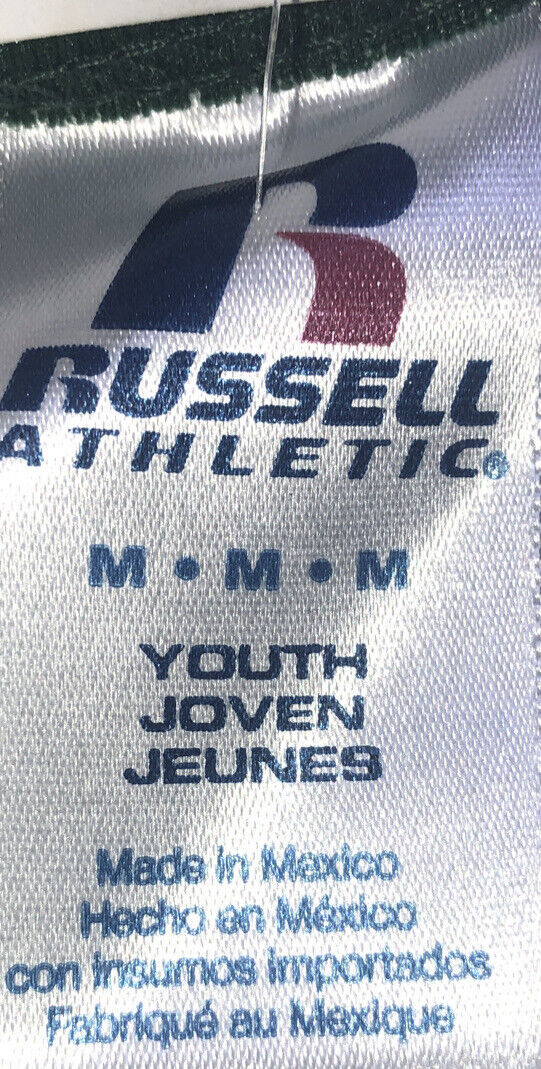 RUSSELL
ATHLETIC®
M • M • M
YOUTH
JOVEN
JEUNES
Made in Mexico
Hecho en México
con insumos importados
Fabriqué au Mexique